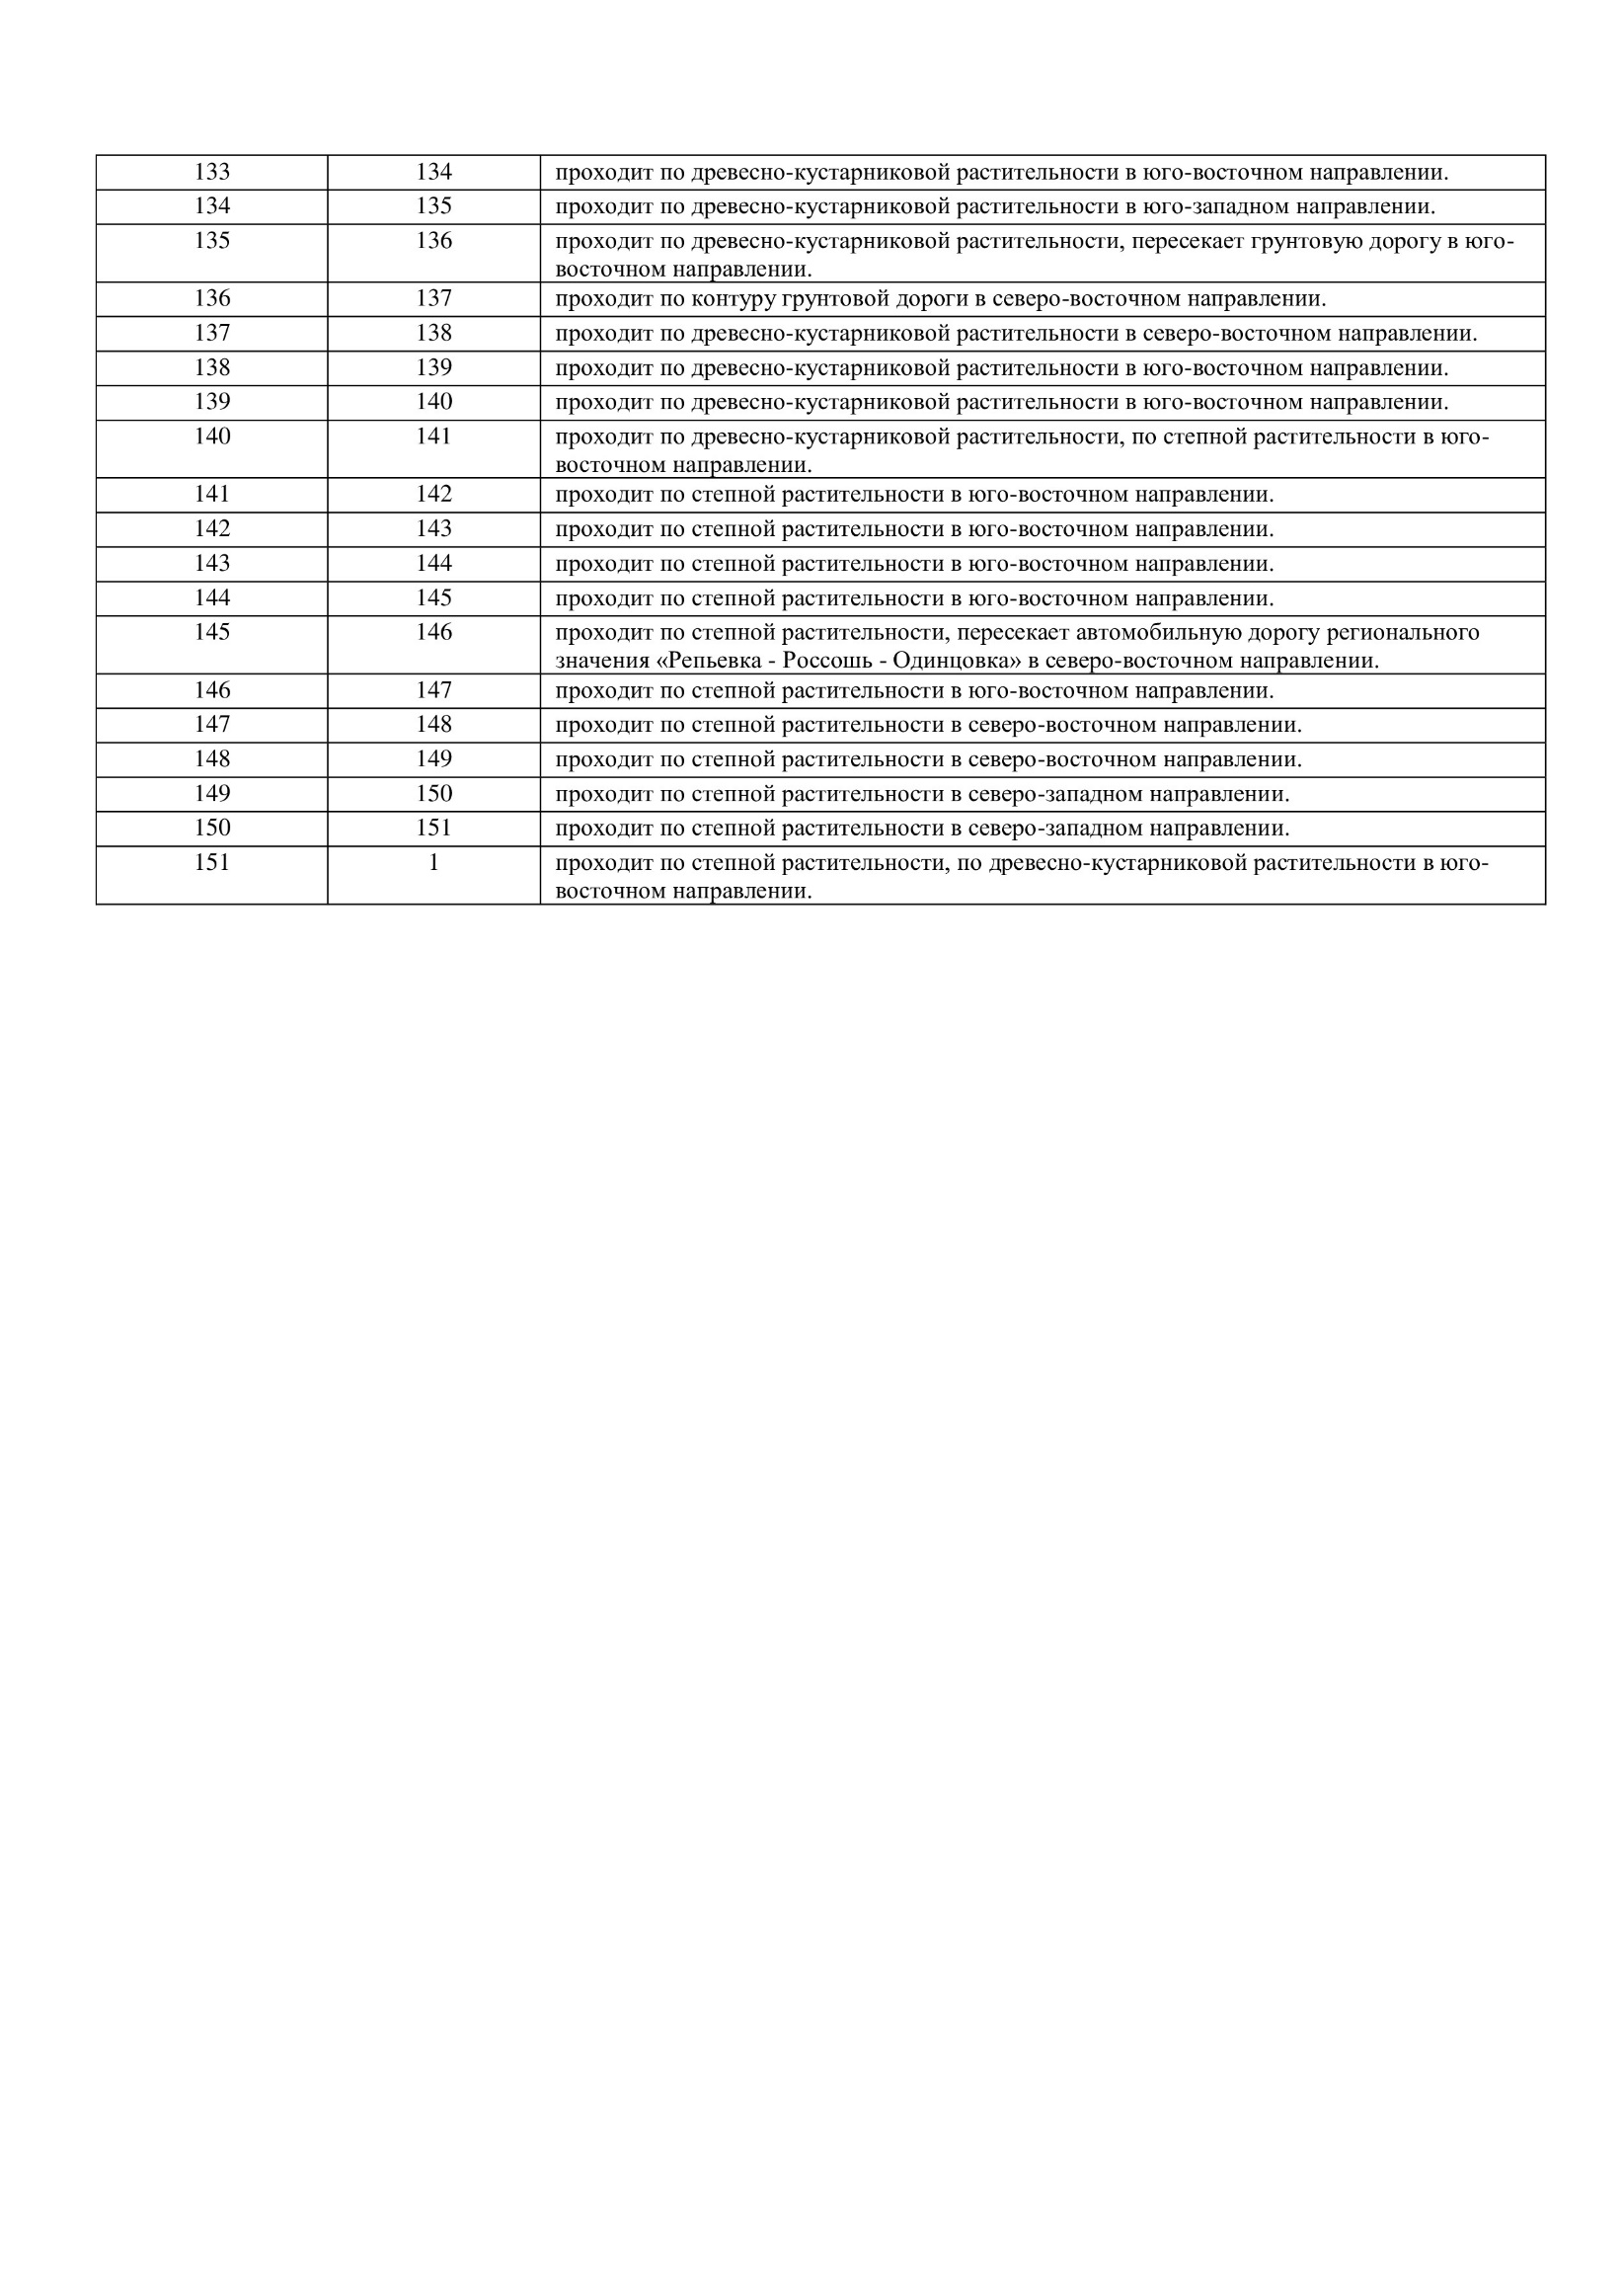 133 134 проходит по древесно-кустарниковой растительности в юго-восточном направлении.
134 135 проходит по древесно-кустарниковой растительности в юго-западном направлении.
135 136 проходит по древесно-кустарниковой растительности, пересекает грунтовую дорогу в юго-
восточном направлении.
136 137 проходит по контуру грунтовой дороги в северо-восточном направлении.
137 138 проходит по древесно-кустарниковой растительности в северо-восточном направлении.
138 139 проходит по древесно-кустарниковой растительности в юго-восточном направлении.
139 140 проходит по древесно-кустарниковой растительности в юго-восточном направлении.
140 141 проходит по древесно-кустарниковой растительности, по степной растительности в юго-
восточном направлении.
141 142 проходит по степной растительности в юго-восточном направлении.
142 143 проходит по степной растительности в юго-восточном направлении.
143 144 проходит по степной растительности в юго-восточном направлении.
144 145 проходит по степной растительности в юго-восточном направлении.
145 146 проходит по степной растительности, пересекает автомобильную дорогу регионального
значения «Репьевка - Россошь - Одинцовка» в северо-восточном направлении.
146 147 проходит по степной растительности в юго-восточном направлении.
147 148 проходит по степной растительности в северо-восточном направлении.
148 149 проходит по степной растительности в северо-восточном направлении.
149 150 проходит по степной растительности в северо-западном направлении.
150 151 проходит по степной растительности в северо-западном направлении.
151 1 проходит по степной растительности, по древесно-кустарниковой растительности в юго-
восточном направлении.